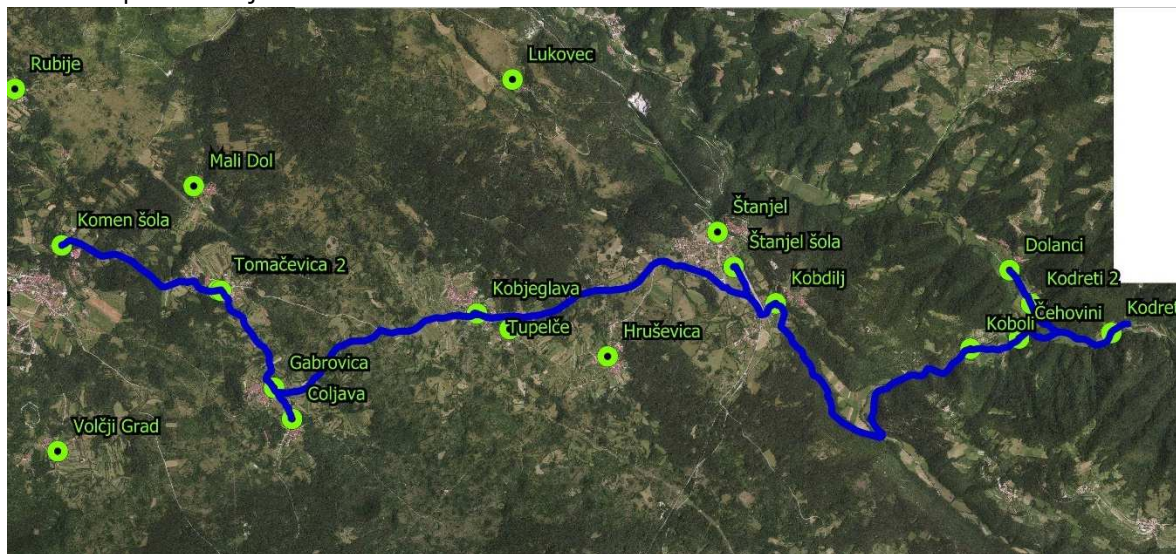 Rubije
Lukovec
Mali Dol
Štanjel
Komen šola
Štanjel šola
Dolanci
Tomačevica 2
Kobdilj
Kodreti 2
Kobjeglava
Čehovini
Kodret
Tupelče
Hruševica
Koboli
Gabrovica
Coljava
Volčji Grad